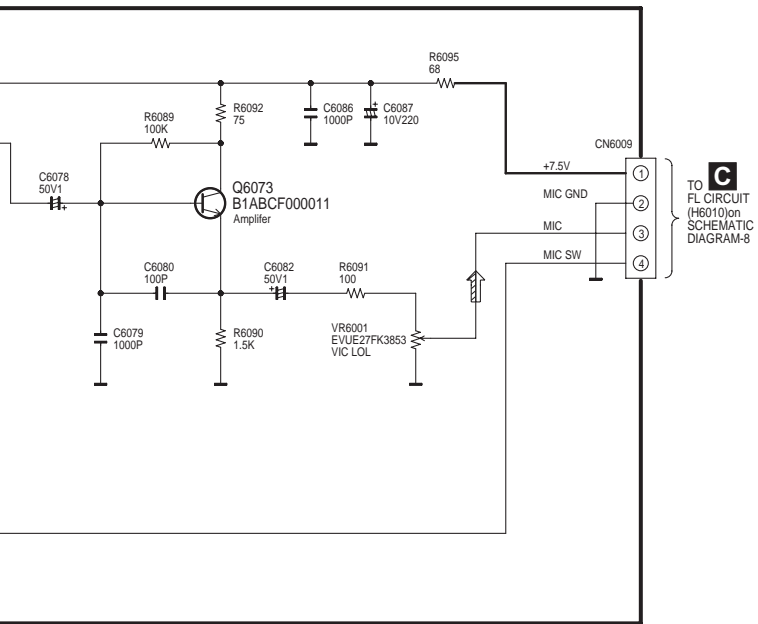 R6095
68
R6089
100K
R6092
75
C6086
1000P
+
C6087
10V220
CN6009
C6078
50V1
+
Q6073
B1ABCF000011
Amplifer
+7.5V
1
MIC GND
2
MIC
3
MIC SW
4
TO C
FL CIRCUIT
(H6010)on
SCHEMATIC
DIAGRAM-8
C6080
100P
C6082
50V1
+
R6091
100
C6079
1000P
R6090
1.5K
VR6001
EVUE27FK3853
VIC LOL